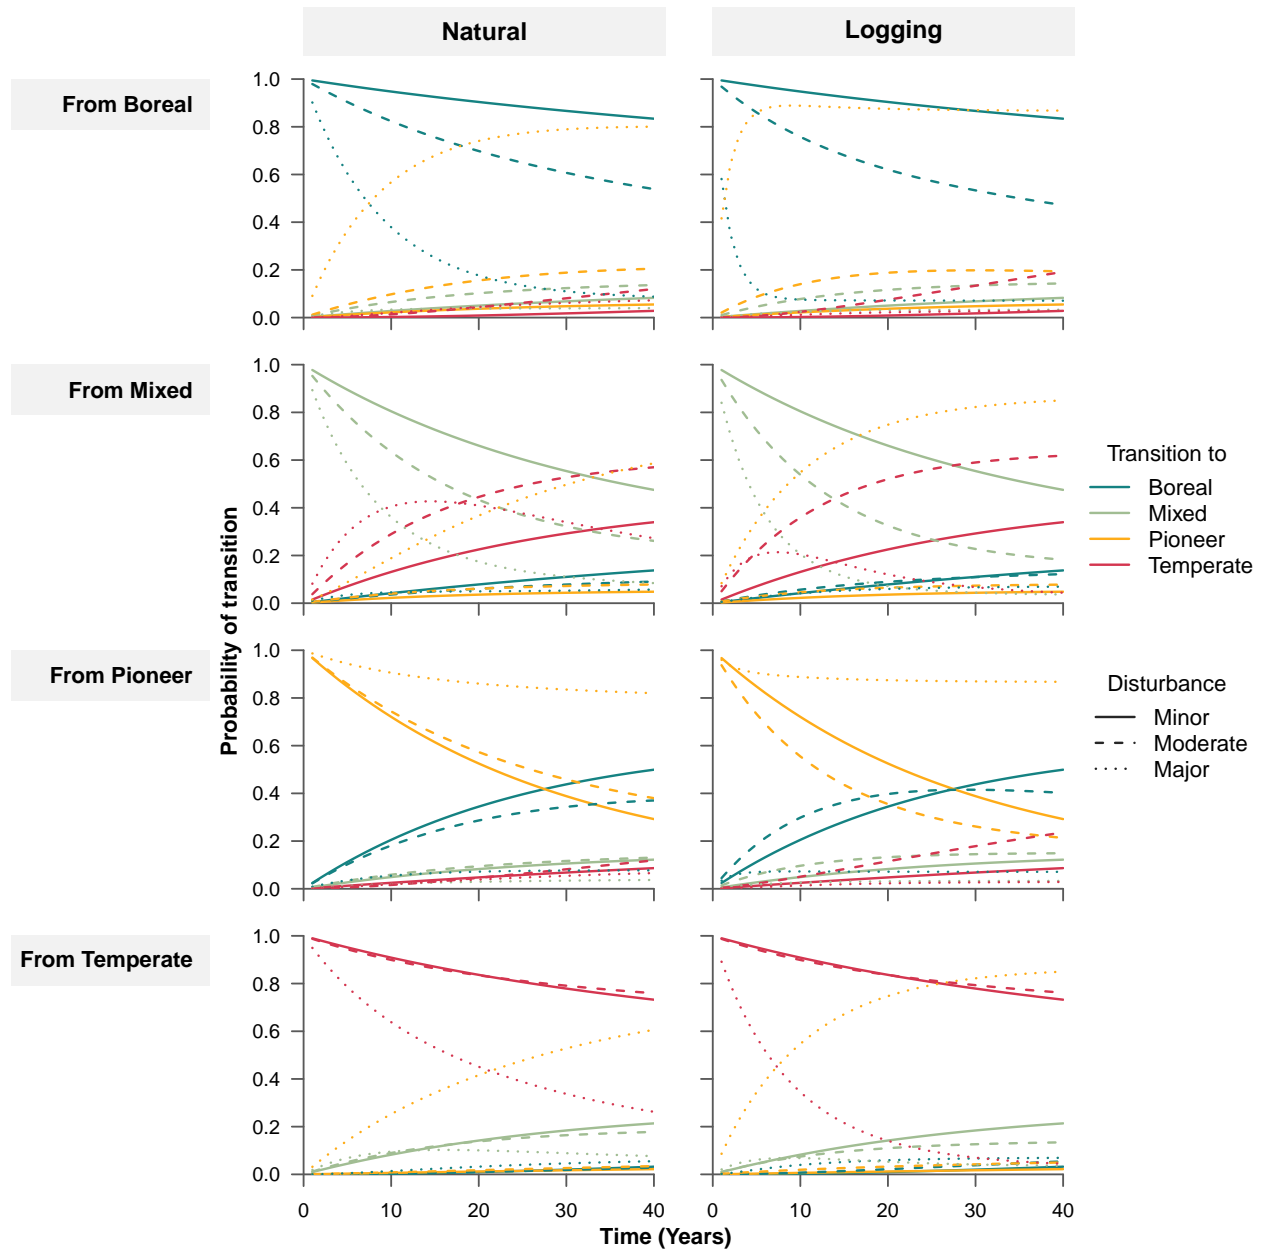 Natural
Logging
From Boreal
1.0
0.8
0.6
0.4
0.2
0.0
From Mixed
1.0
0.8
0.6
0.4
0.2
0.0
From Pioneer
1.0
0.8
0.6
0.4
0.2
0.0
From Temperate
1.0
0.8
0.6
0.4
0.2
0.0
Probability of transition
0 10 20 30 40
0 10 20 30 40
Time (Years)
Transition to
Boreal
Mixed
Pioneer
Temperate
Disturbance
Minor
Moderate
Major